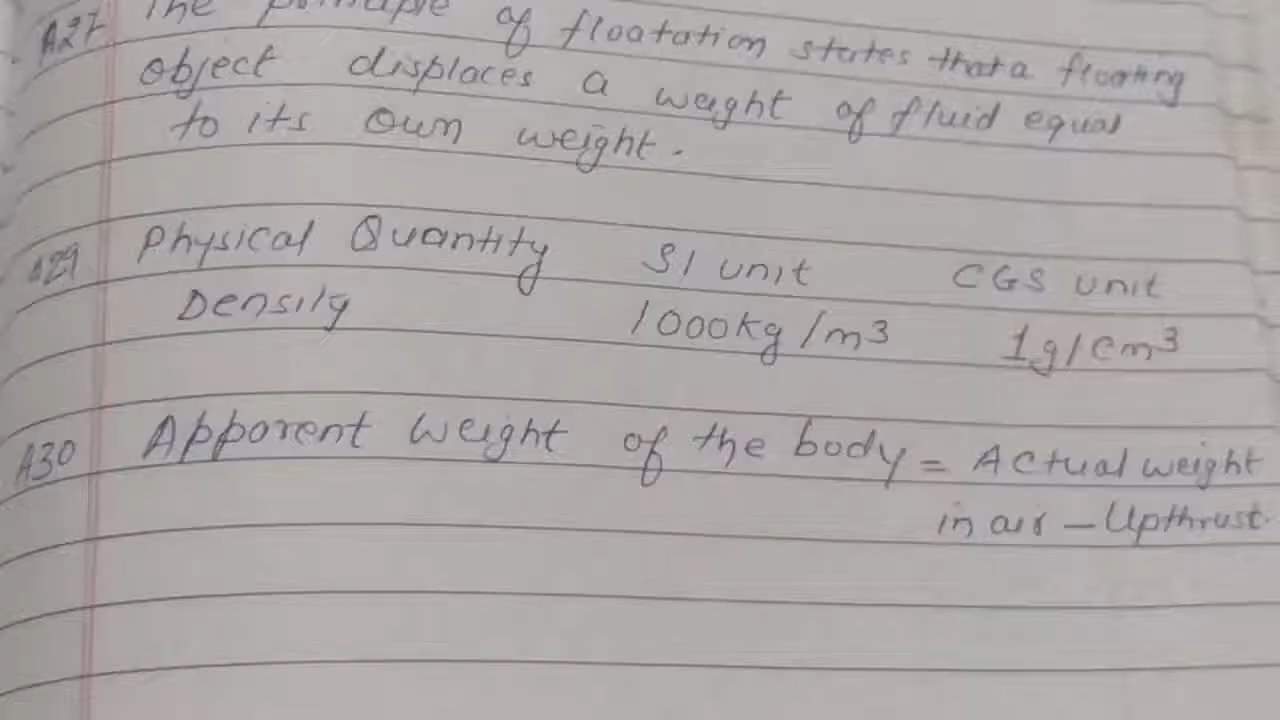 A27 The principle of floatation states that a floating
object displaces a weight of fluid equal
to its own weight.
A29 Physical Quantity SI unit CGS unit
Density 1000kg/m³ 1g/cm³
A30 Apparent weight of the body = Actual weight
in air - Upthrust.